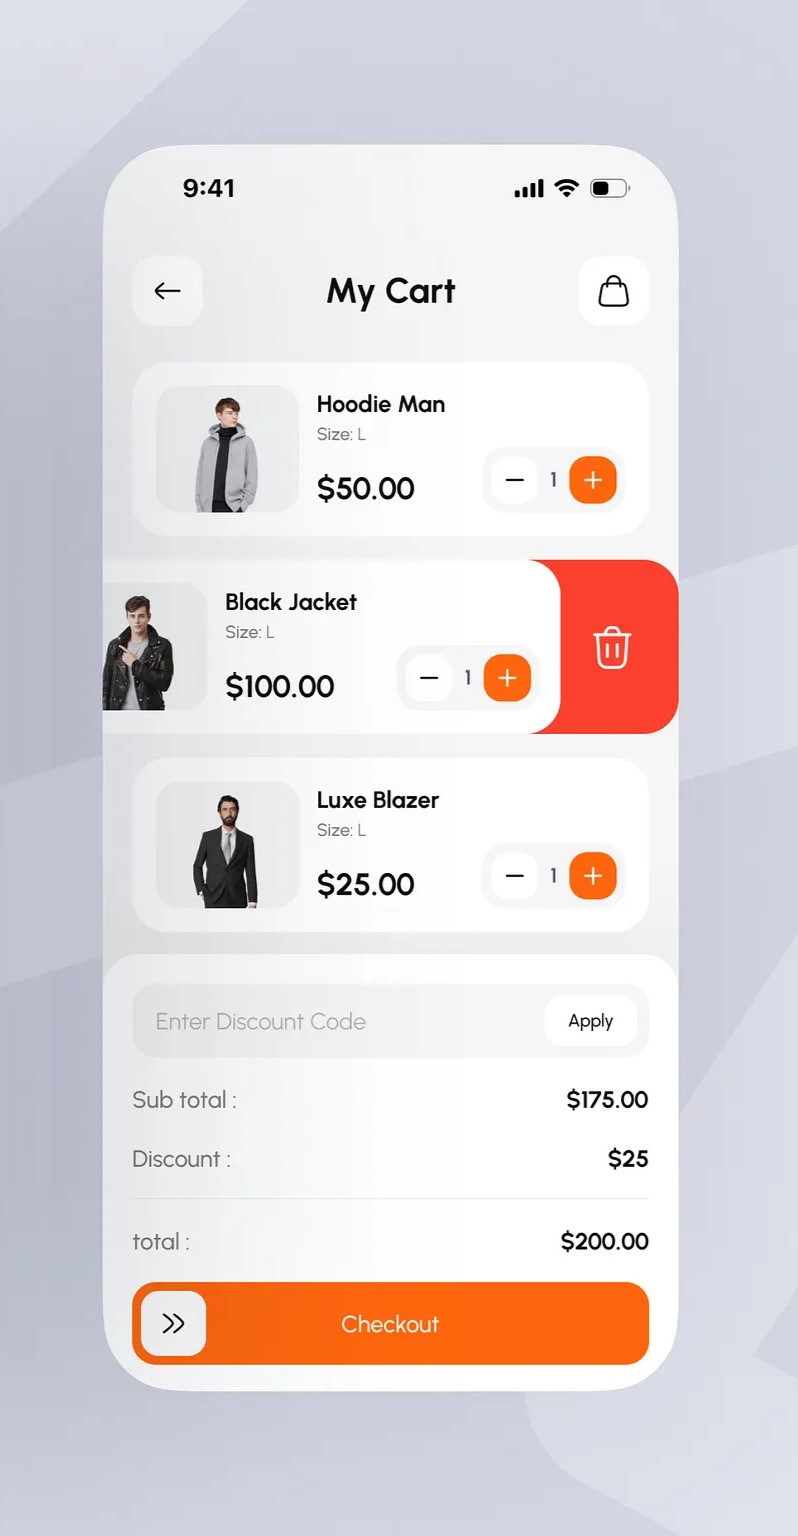 9:41
My Cart
Hoodie Man
Size: L
$50.00
1
Black Jacket
Size: L
$100.00
1
Luxe Blazer
Size: L
$25.00
1
Enter Discount Code
Apply
Sub total : $175.00
Discount : $25
total : $200.00
Checkout